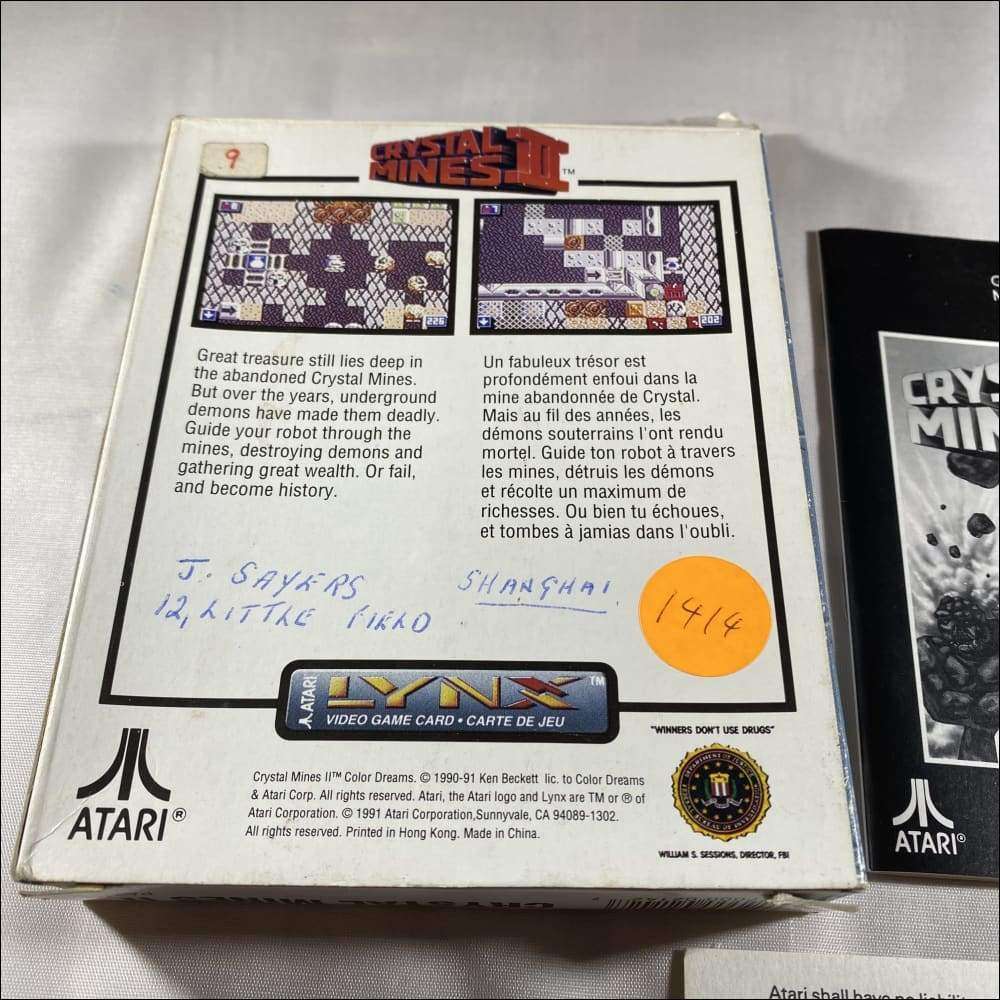 9
CRYSTAL
MINES II™
226
202
Great treasure still lies deep in
the abandoned Crystal Mines.
But over the years, underground
demons have made them deadly.
Guide your robot through the
mines, destroying demons and
gathering great wealth. Or fail,
and become history.
Un fabuleux trésor est
profondément enfoui dans la
mine abandonnée de Crystal.
Mais au fil des années, les
démons souterrains l'ont rendu
mortel. Guide ton robot à travers
les mines, détruis les démons
et récolte un maximum de
richesses. Ou bien tu échoues,
et tombes à jamias dans l'oubli.
J. SAYERS
12, LITTLE FIELD
SHANGHAI
1414
ATARI LYNX™
VIDEO GAME CARD • CARTE DE JEU
ATARI®
Crystal Mines II™ Color Dreams. © 1990-91 Ken Beckett lic. to Color Dreams
& Atari Corp. All rights reserved. Atari, the Atari logo and Lynx are TM or ® of
Atari Corporation. © 1991 Atari Corporation,Sunnyvale, CA 94089-1302.
All rights reserved. Printed in Hong Kong. Made in China.
"WINNERS DON'T USE DRUGS"
WILLIAM S. SESSIONS, DIRECTOR, FBI
CRYSTAL MINES
CRYS
MIN
ATARI®
Atari shall have no